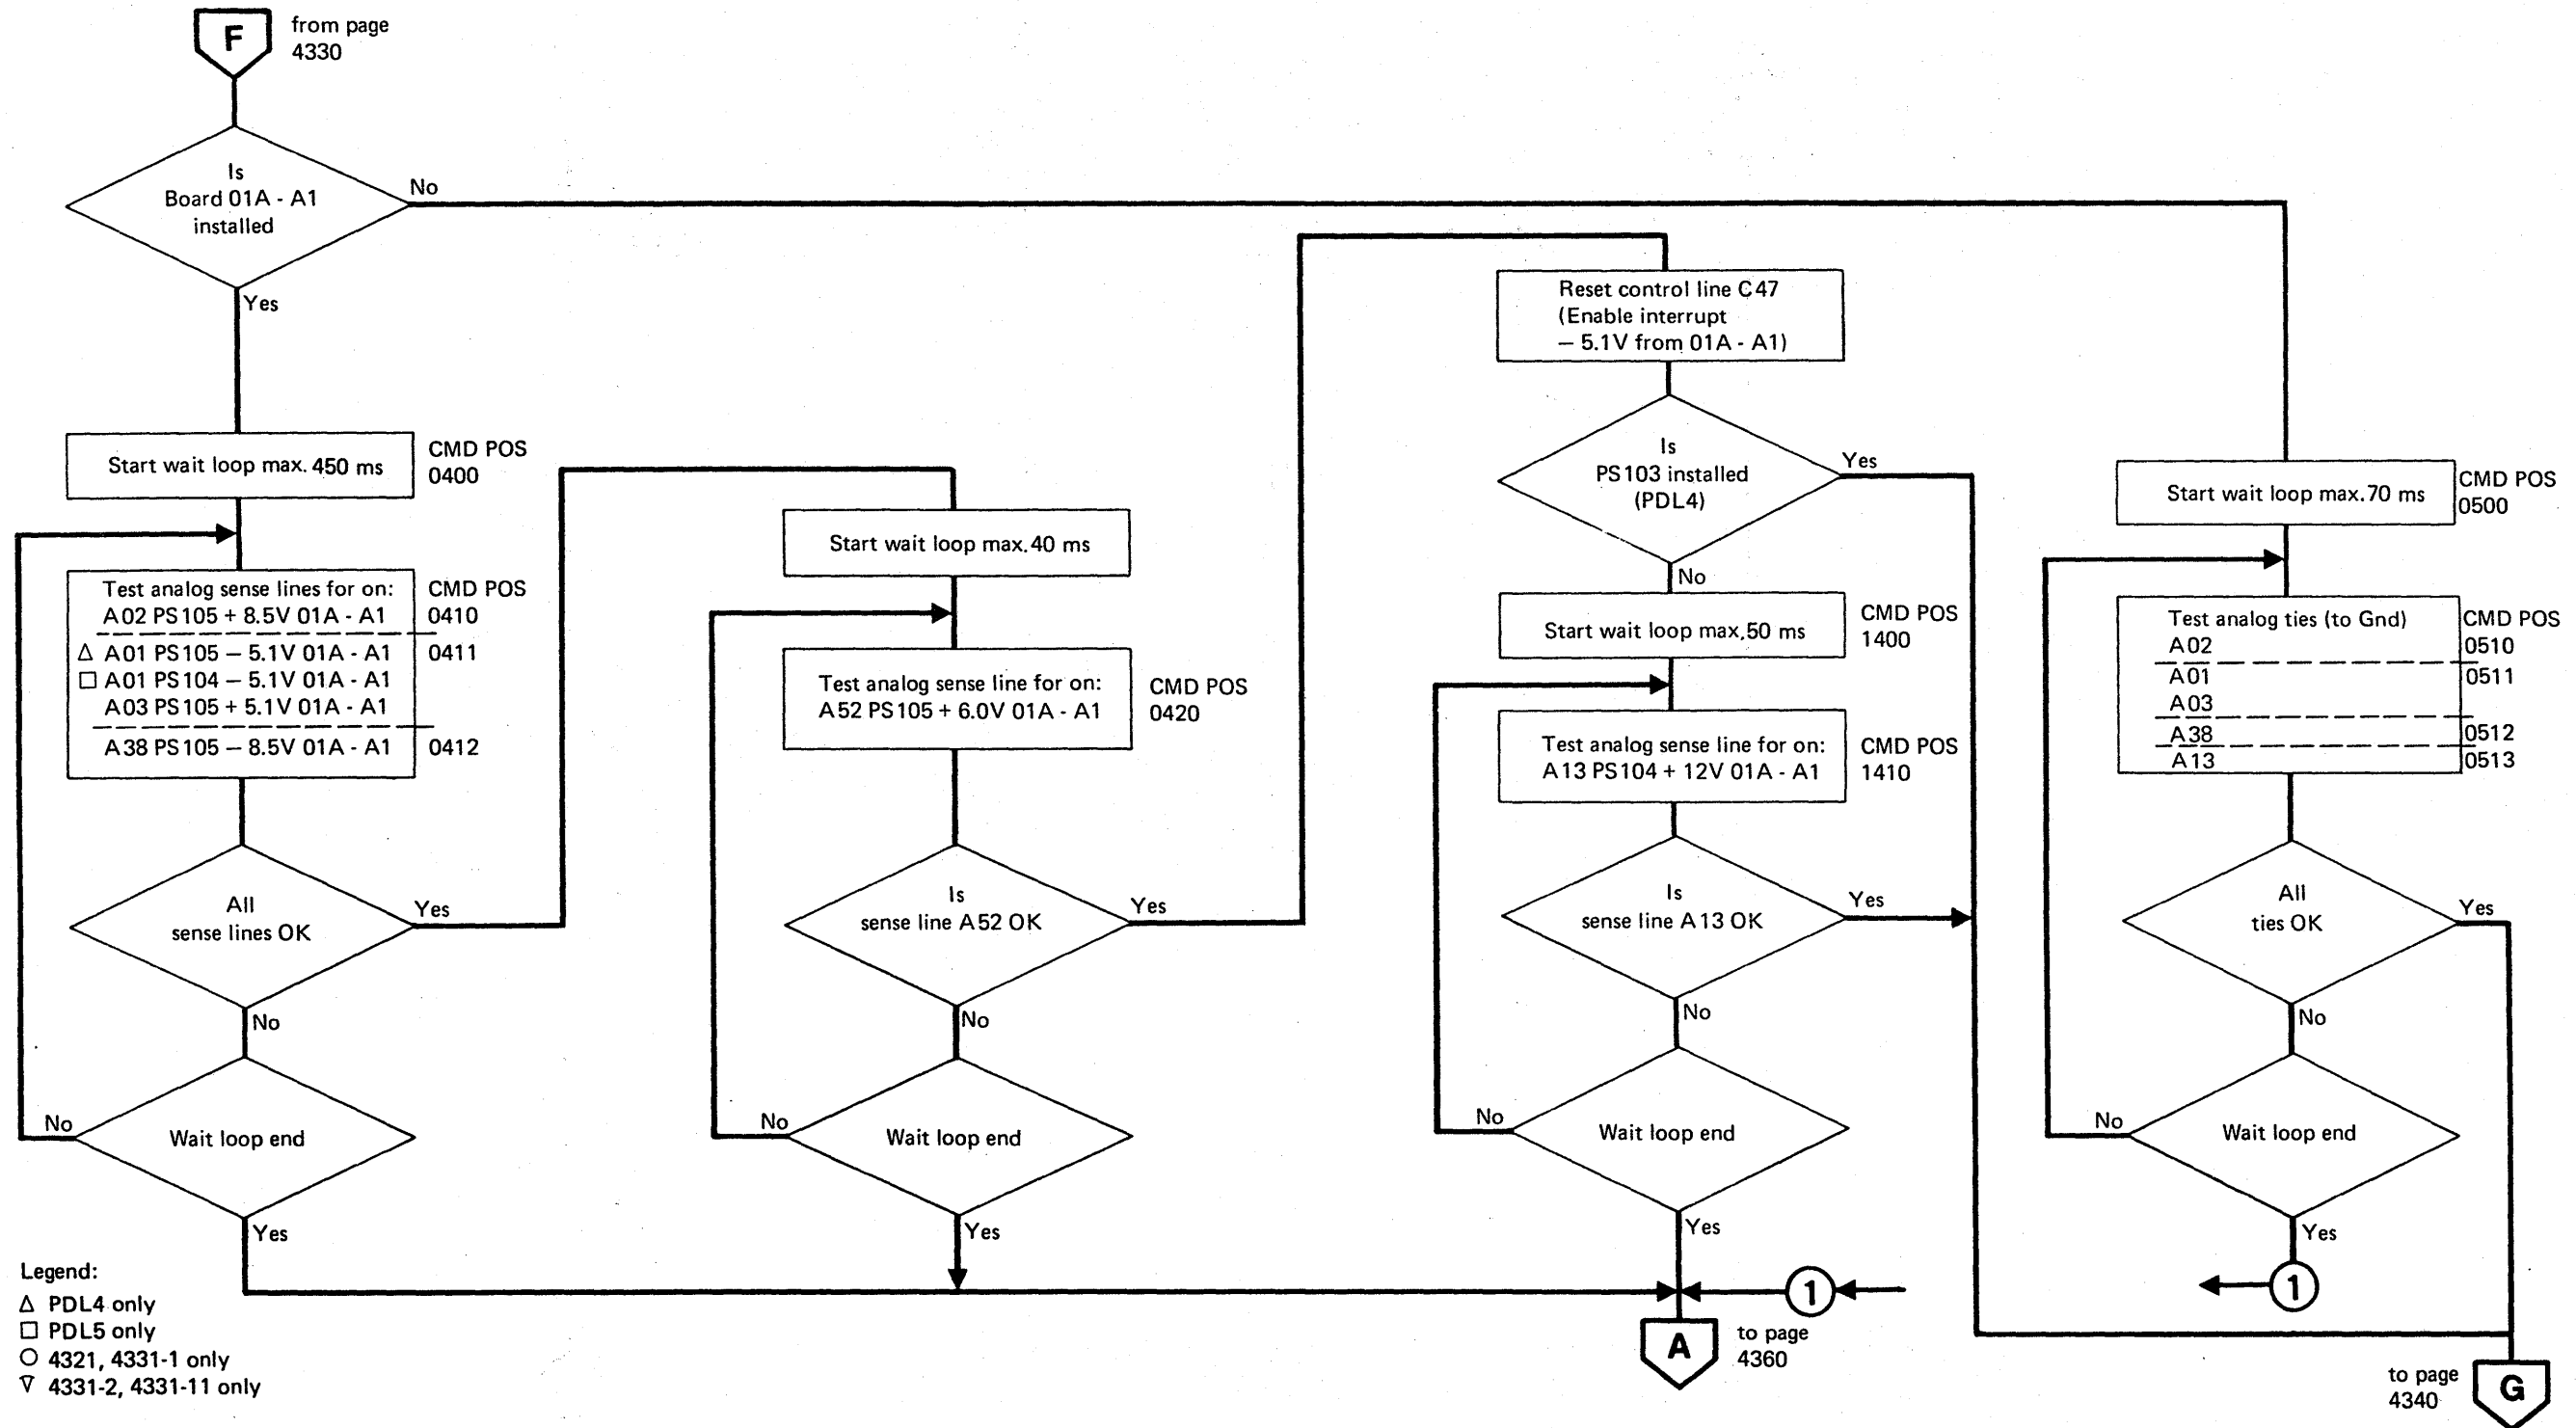 F
from page
4330
Is
Board 01A - A1
installed
No
Yes
Start wait loop max. 450 ms
CMD POS
0400
Test analog sense lines for on:
CMD POS
A02 PS105 + 8.5V 01A - A1
0410
△ A01 PS105 – 5.1V 01A - A1
0411
□ A01 PS104 – 5.1V 01A - A1
A03 PS105 + 5.1V 01A - A1
A38 PS105 – 8.5V 01A - A1
0412
All
sense lines OK
Yes
No
Wait loop end
No
Yes
Start wait loop max. 40 ms
Test analog sense line for on:
A52 PS105 + 6.0V 01A - A1
CMD POS
0420
Is
sense line A52 OK
Yes
No
Wait loop end
No
Yes
Reset control line C47
(Enable interrupt
– 5.1V from 01A - A1)
Is
PS103 installed
(PDL4)
Yes
No
Start wait loop max. 50 ms
CMD POS
1400
Test analog sense line for on:
A13 PS104 + 12V 01A - A1
CMD POS
1410
Is
sense line A13 OK
Yes
No
Wait loop end
No
Yes
1
A
to page
4360
Start wait loop max. 70 ms
CMD POS
0500
Test analog ties (to Gnd)
CMD POS
A02
0510
A01
0511
A03
A38
0512
A13
0513
All
ties OK
Yes
No
Wait loop end
No
Yes
1
to page
4340
G
Legend:
△ PDL4 only
□ PDL5 only
○ 4321, 4331-1 only
▽ 4331-2, 4331-11 only